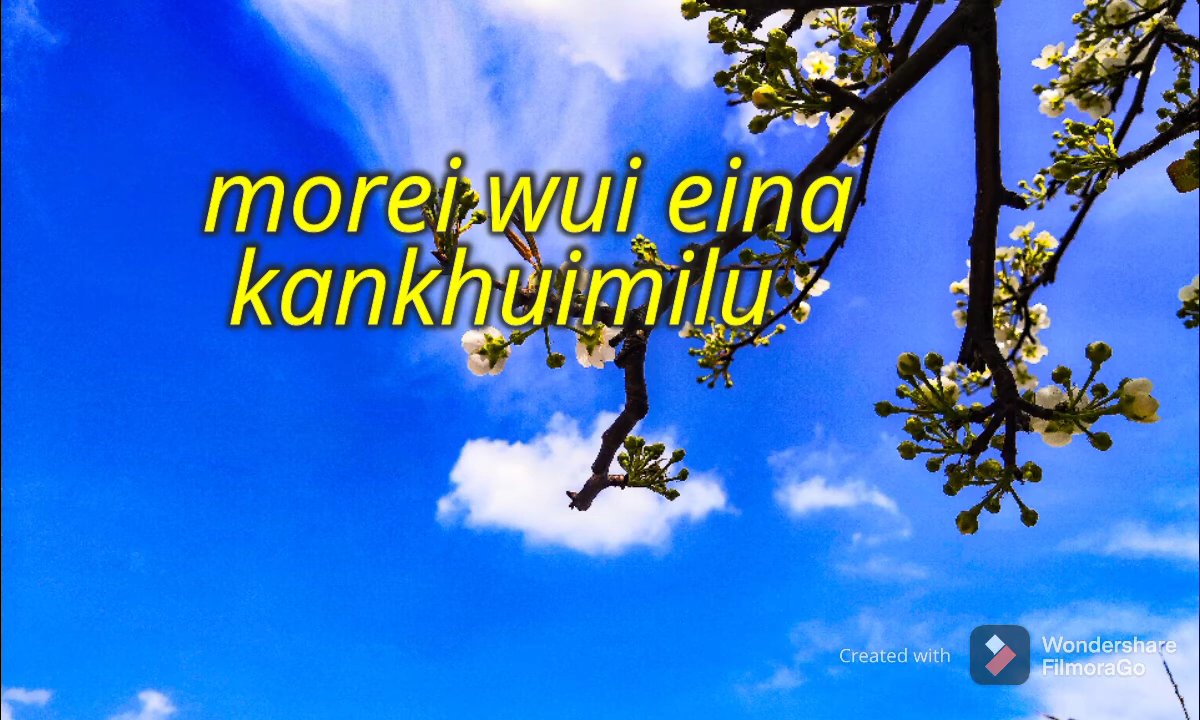 morei wui eina
kankhuimilu
Created with
Wondershare
FilmoraGo